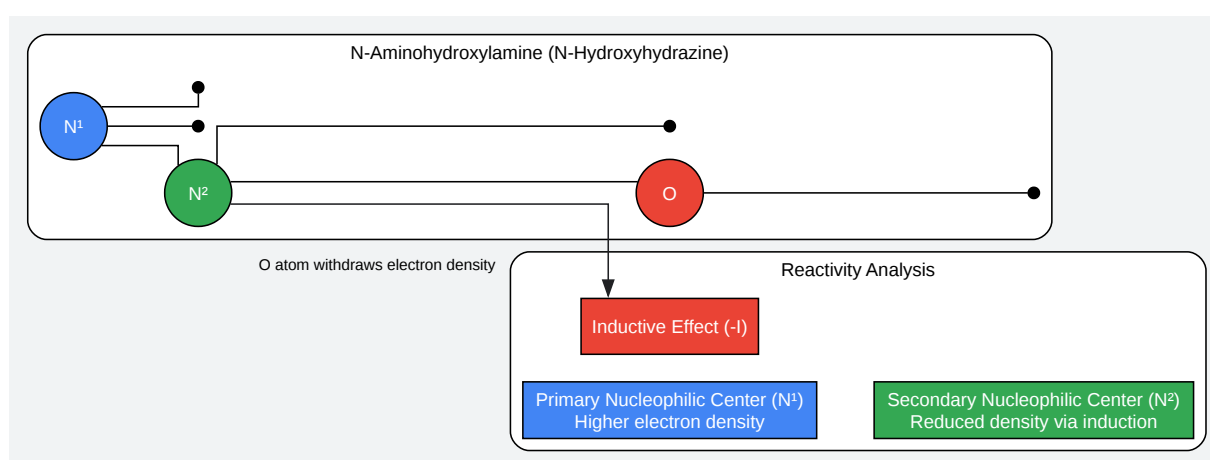 N-Aminohydroxylamine (N-Hydroxyhydrazine)
N¹
N²
O
O atom withdraws electron density
Reactivity Analysis
Inductive Effect (-I)
Primary Nucleophilic Center (N¹)
Higher electron density
Secondary Nucleophilic Center (N²)
Reduced density via induction